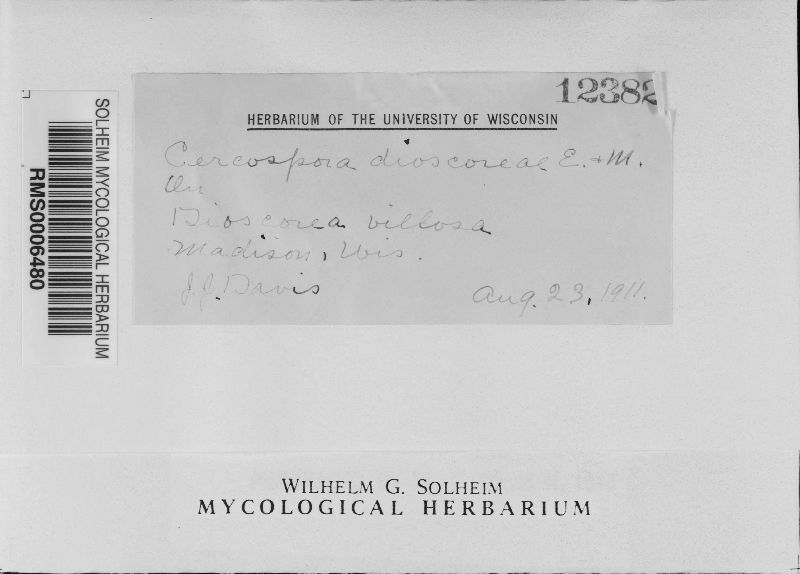 12382
HERBARIUM OF THE UNIVERSITY OF WISCONSIN
Cercospora dioscoreae E. & M.
On
Dioscorea villosa
Madison, Wis.
J.J. Davis
Aug. 23, 1911.
SOLHEIM MYCOLOGICAL HERBARIUM
RMS0006480
WILHELM G. SOLHEIM
MYCOLOGICAL HERBARIUM